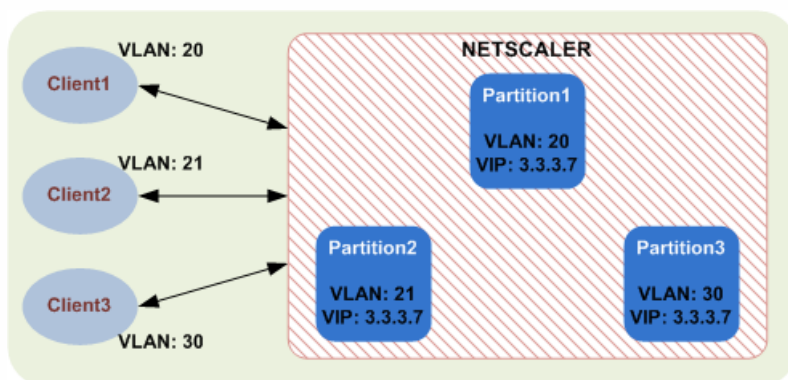 VLAN: 20
Client1
NETSCALER
Partition1
VLAN: 20
VIP: 3.3.3.7
VLAN: 21
Client2
Partition2
VLAN: 21
VIP: 3.3.3.7
Partition3
VLAN: 30
VIP: 3.3.3.7
Client3
VLAN: 30